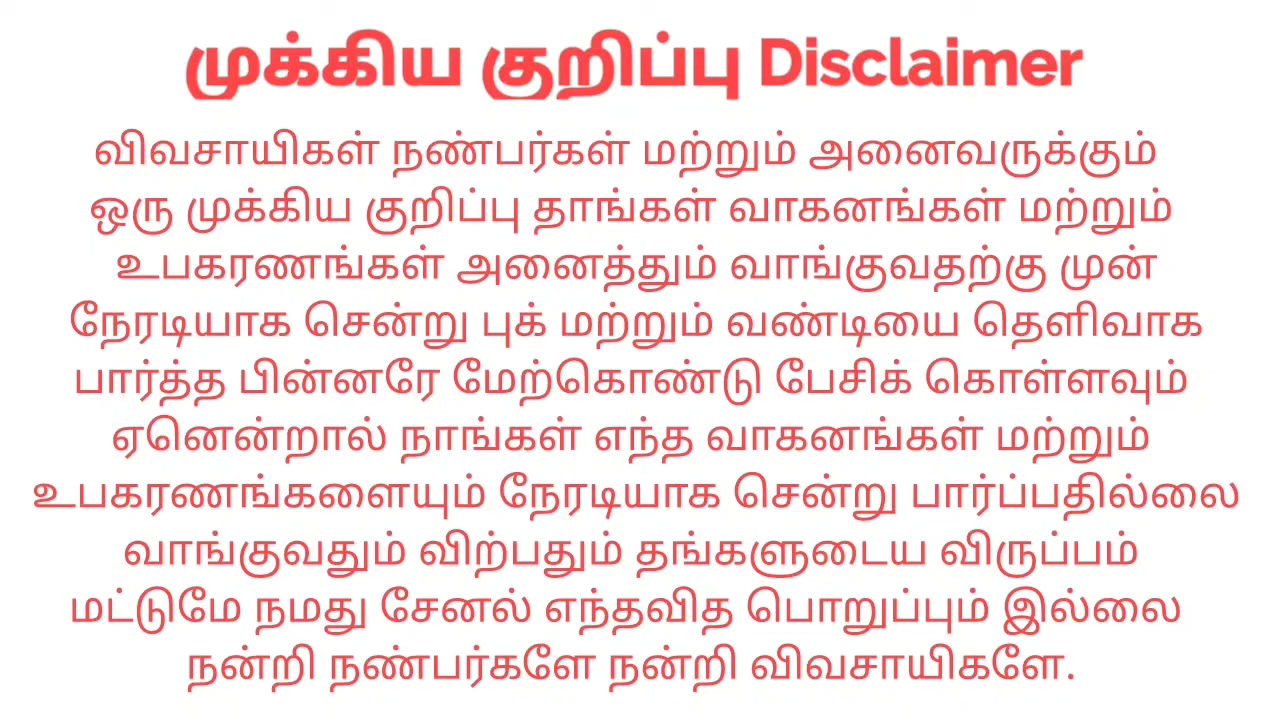 முக்கிய குறிப்பு Disclaimer
விவசாயிகள் நண்பர்கள் மற்றும் அனைவருக்கும்
ஒரு முக்கிய குறிப்பு தாங்கள் வாகனங்கள் மற்றும்
உபகரணங்கள் அனைத்தும் வாங்குவதற்கு முன்
நேரடியாக சென்று புக் மற்றும் வண்டியை தெளிவாக
பார்த்த பின்னரே மேற்கொண்டு பேசிக் கொள்ளவும்
ஏனென்றால் நாங்கள் எந்த வாகனங்கள் மற்றும்
உபகரணங்களையும் நேரடியாக சென்று பார்ப்பதில்லை
வாங்குவதும் விற்பதும் தங்களுடைய விருப்பம்
மட்டுமே நமது சேனல் எந்தவித பொறுப்பும் இல்லை
நன்றி நண்பர்களே நன்றி விவசாயிகளே.